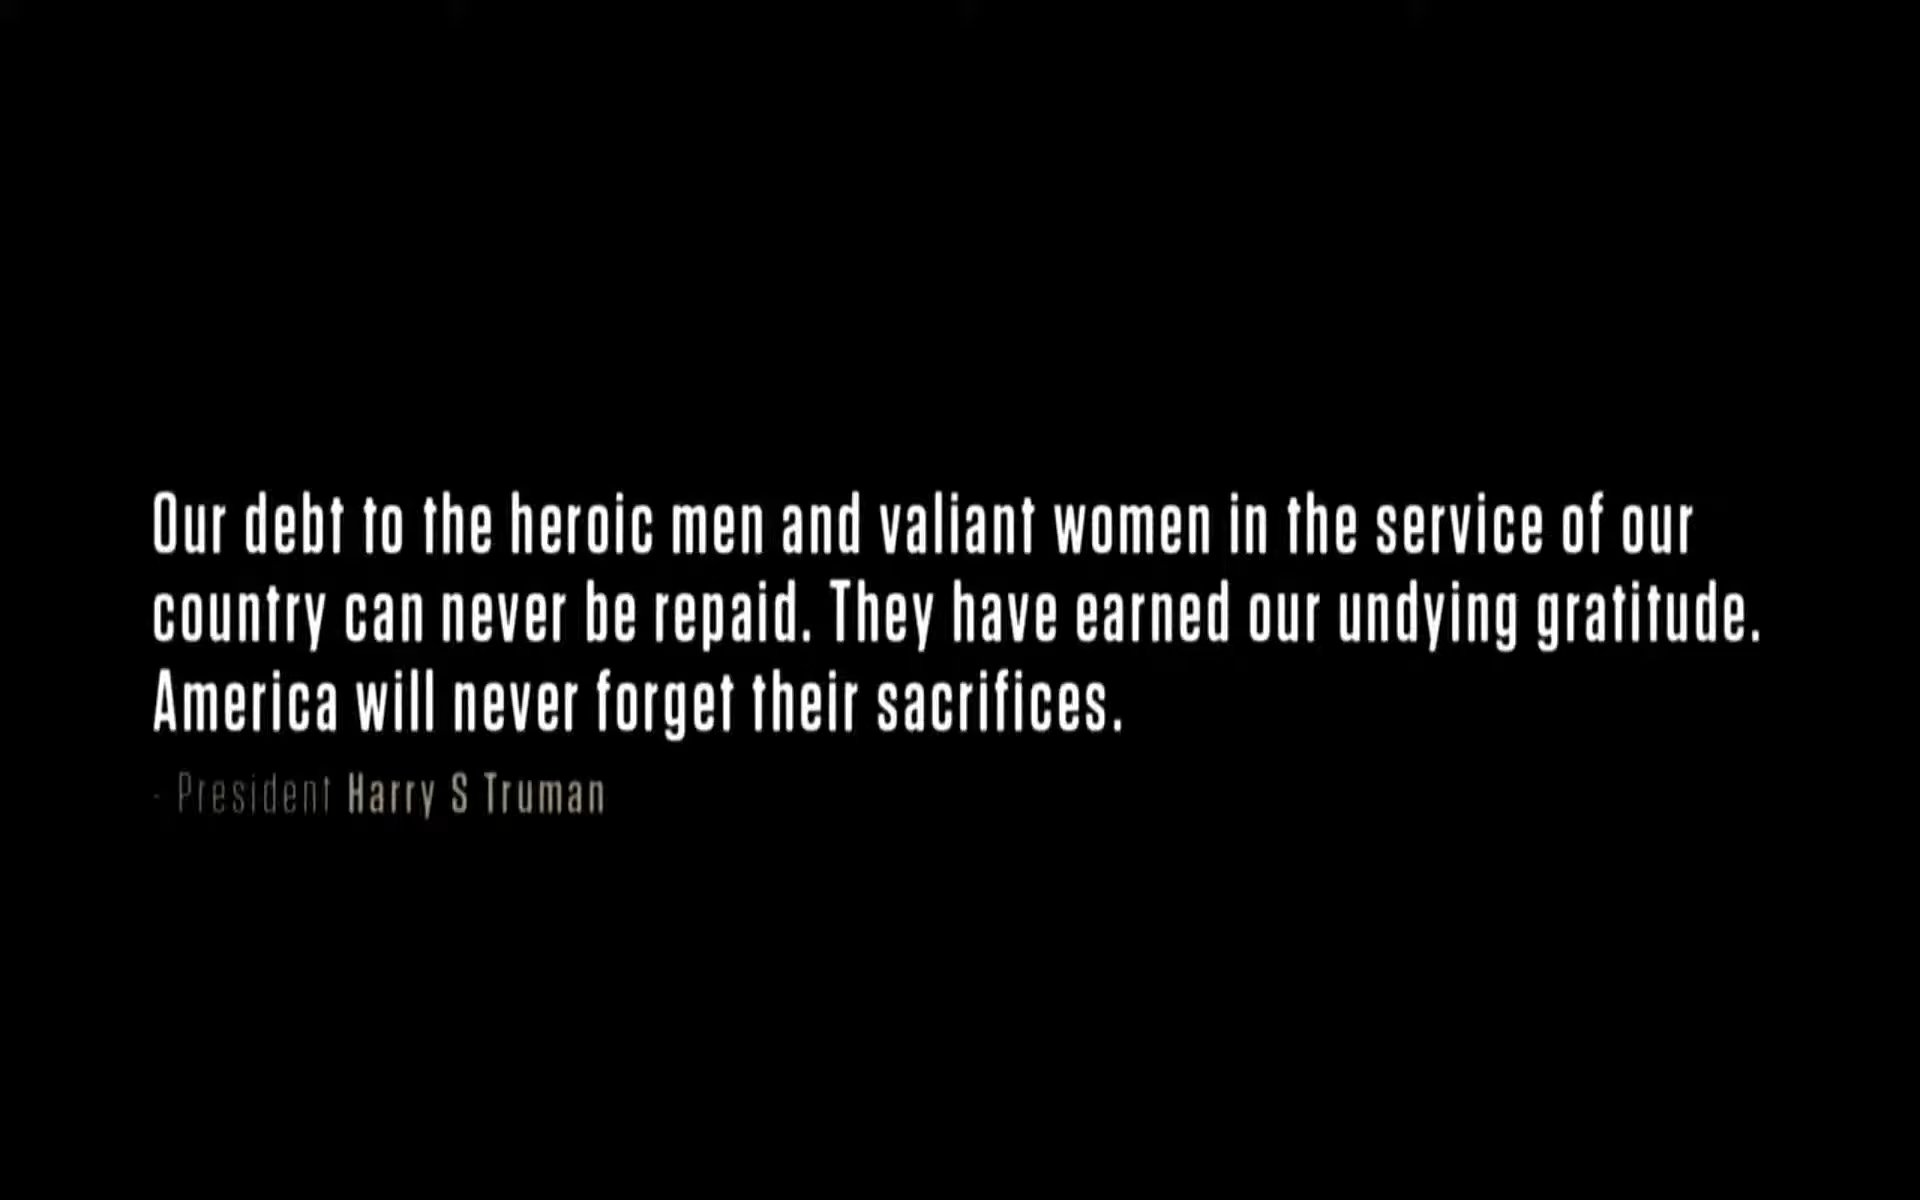 Our debt to the heroic men and valiant women in the service of our
country can never be repaid. They have earned our undying gratitude.
America will never forget their sacrifices.
- President Harry S Truman